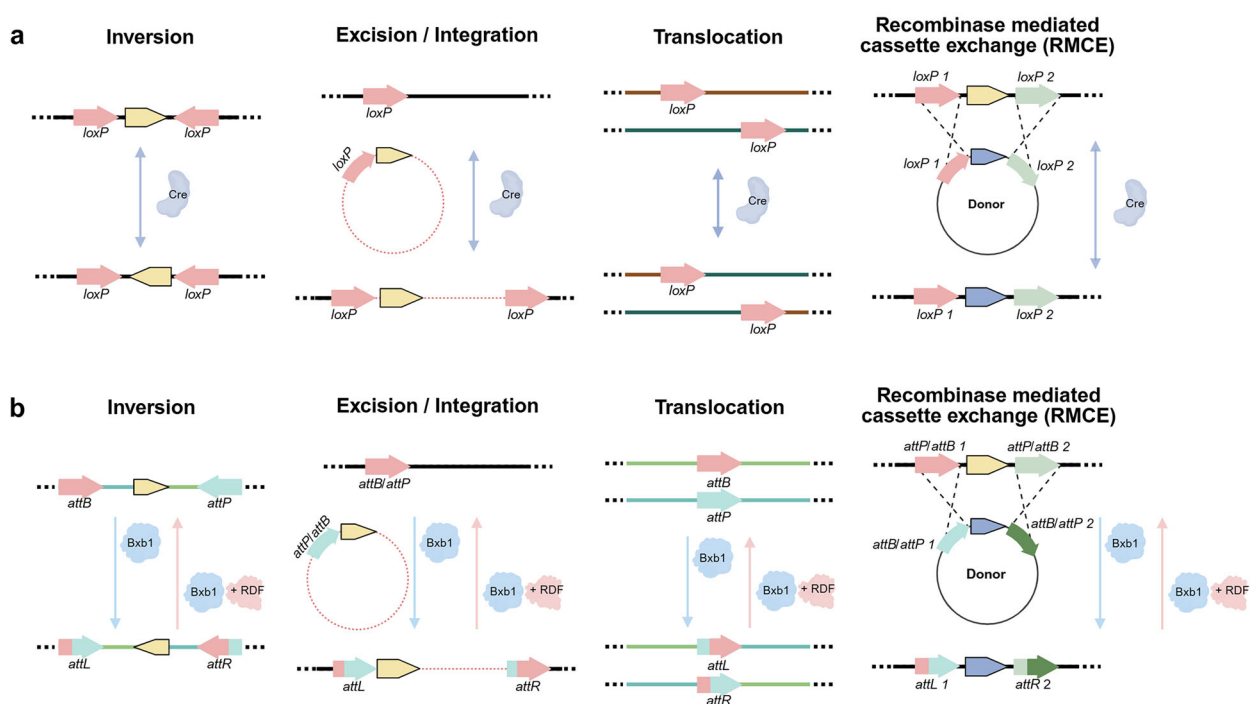 a
Inversion
Excision / Integration
Translocation
Recombinase mediated
cassette exchange (RMCE)
loxP
loxP
Cre
loxP
loxP
loxP
loxP
Cre
loxP
loxP
loxP
loxP
Cre
loxP
loxP
loxP 1
loxP 2
loxP 1
loxP 2
Donor
Cre
loxP 1
loxP 2
b
Inversion
Excision / Integration
Translocation
Recombinase mediated
cassette exchange (RMCE)
attB
attP
Bxb1
Bxb1
+ RDF
attL
attR
attB/attP
attP/attB
Bxb1
Bxb1
+ RDF
attL
attR
attB
attP
Bxb1
Bxb1
+ RDF
attL
attR
attP/attB 1
attP/attB 2
attB/attP 1
attB/attP 2
Donor
Bxb1
Bxb1
+ RDF
attL 1
attR 2